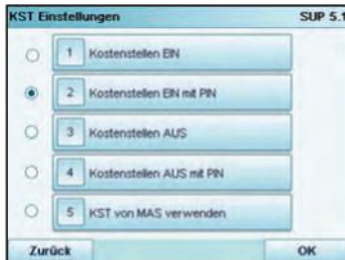 KST Einstellungen SUP 5.1
1 Kostenstellen EIN
2 Kostenstellen EIN mit PIN
3 Kostenstellen AUS
4 Kostenstellen AUS mit PIN
5 KST von MAS verwenden
Zurück OK